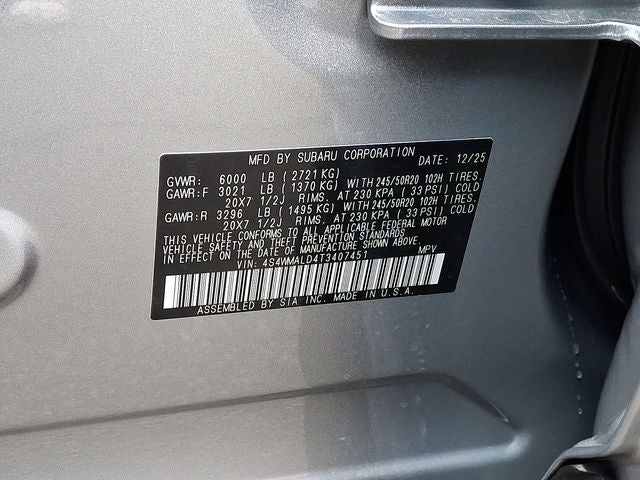 MFD BY SUBARU CORPORATION DATE: 12/25
GVWR: 6000 LB (2721 KG)
GAWR:F 3021 LB (1370 KG) WITH 245/50R20 102H TIRES.
20X7 1/2J RIMS. AT 230 KPA (33 PSI) COLD
GAWR:R 3296 LB (1495 KG) WITH 245/50R20 102H TIRES.
20X7 1/2J RIMS. AT 230 KPA (33 PSI) COLD
THIS VEHICLE CONFORMS TO ALL APPLICABLE FEDERAL MOTOR
VEHICLE SAFETY AND THEFT PREVENTION STANDARDS
IN EFFECT ON THE DATE OF MANUFACTURE SHOWN ABOVE.
VIN: 4S4WMALD4T3407451 MPV
ASSEMBLED BY SIA INC. MADE IN U.S.A.